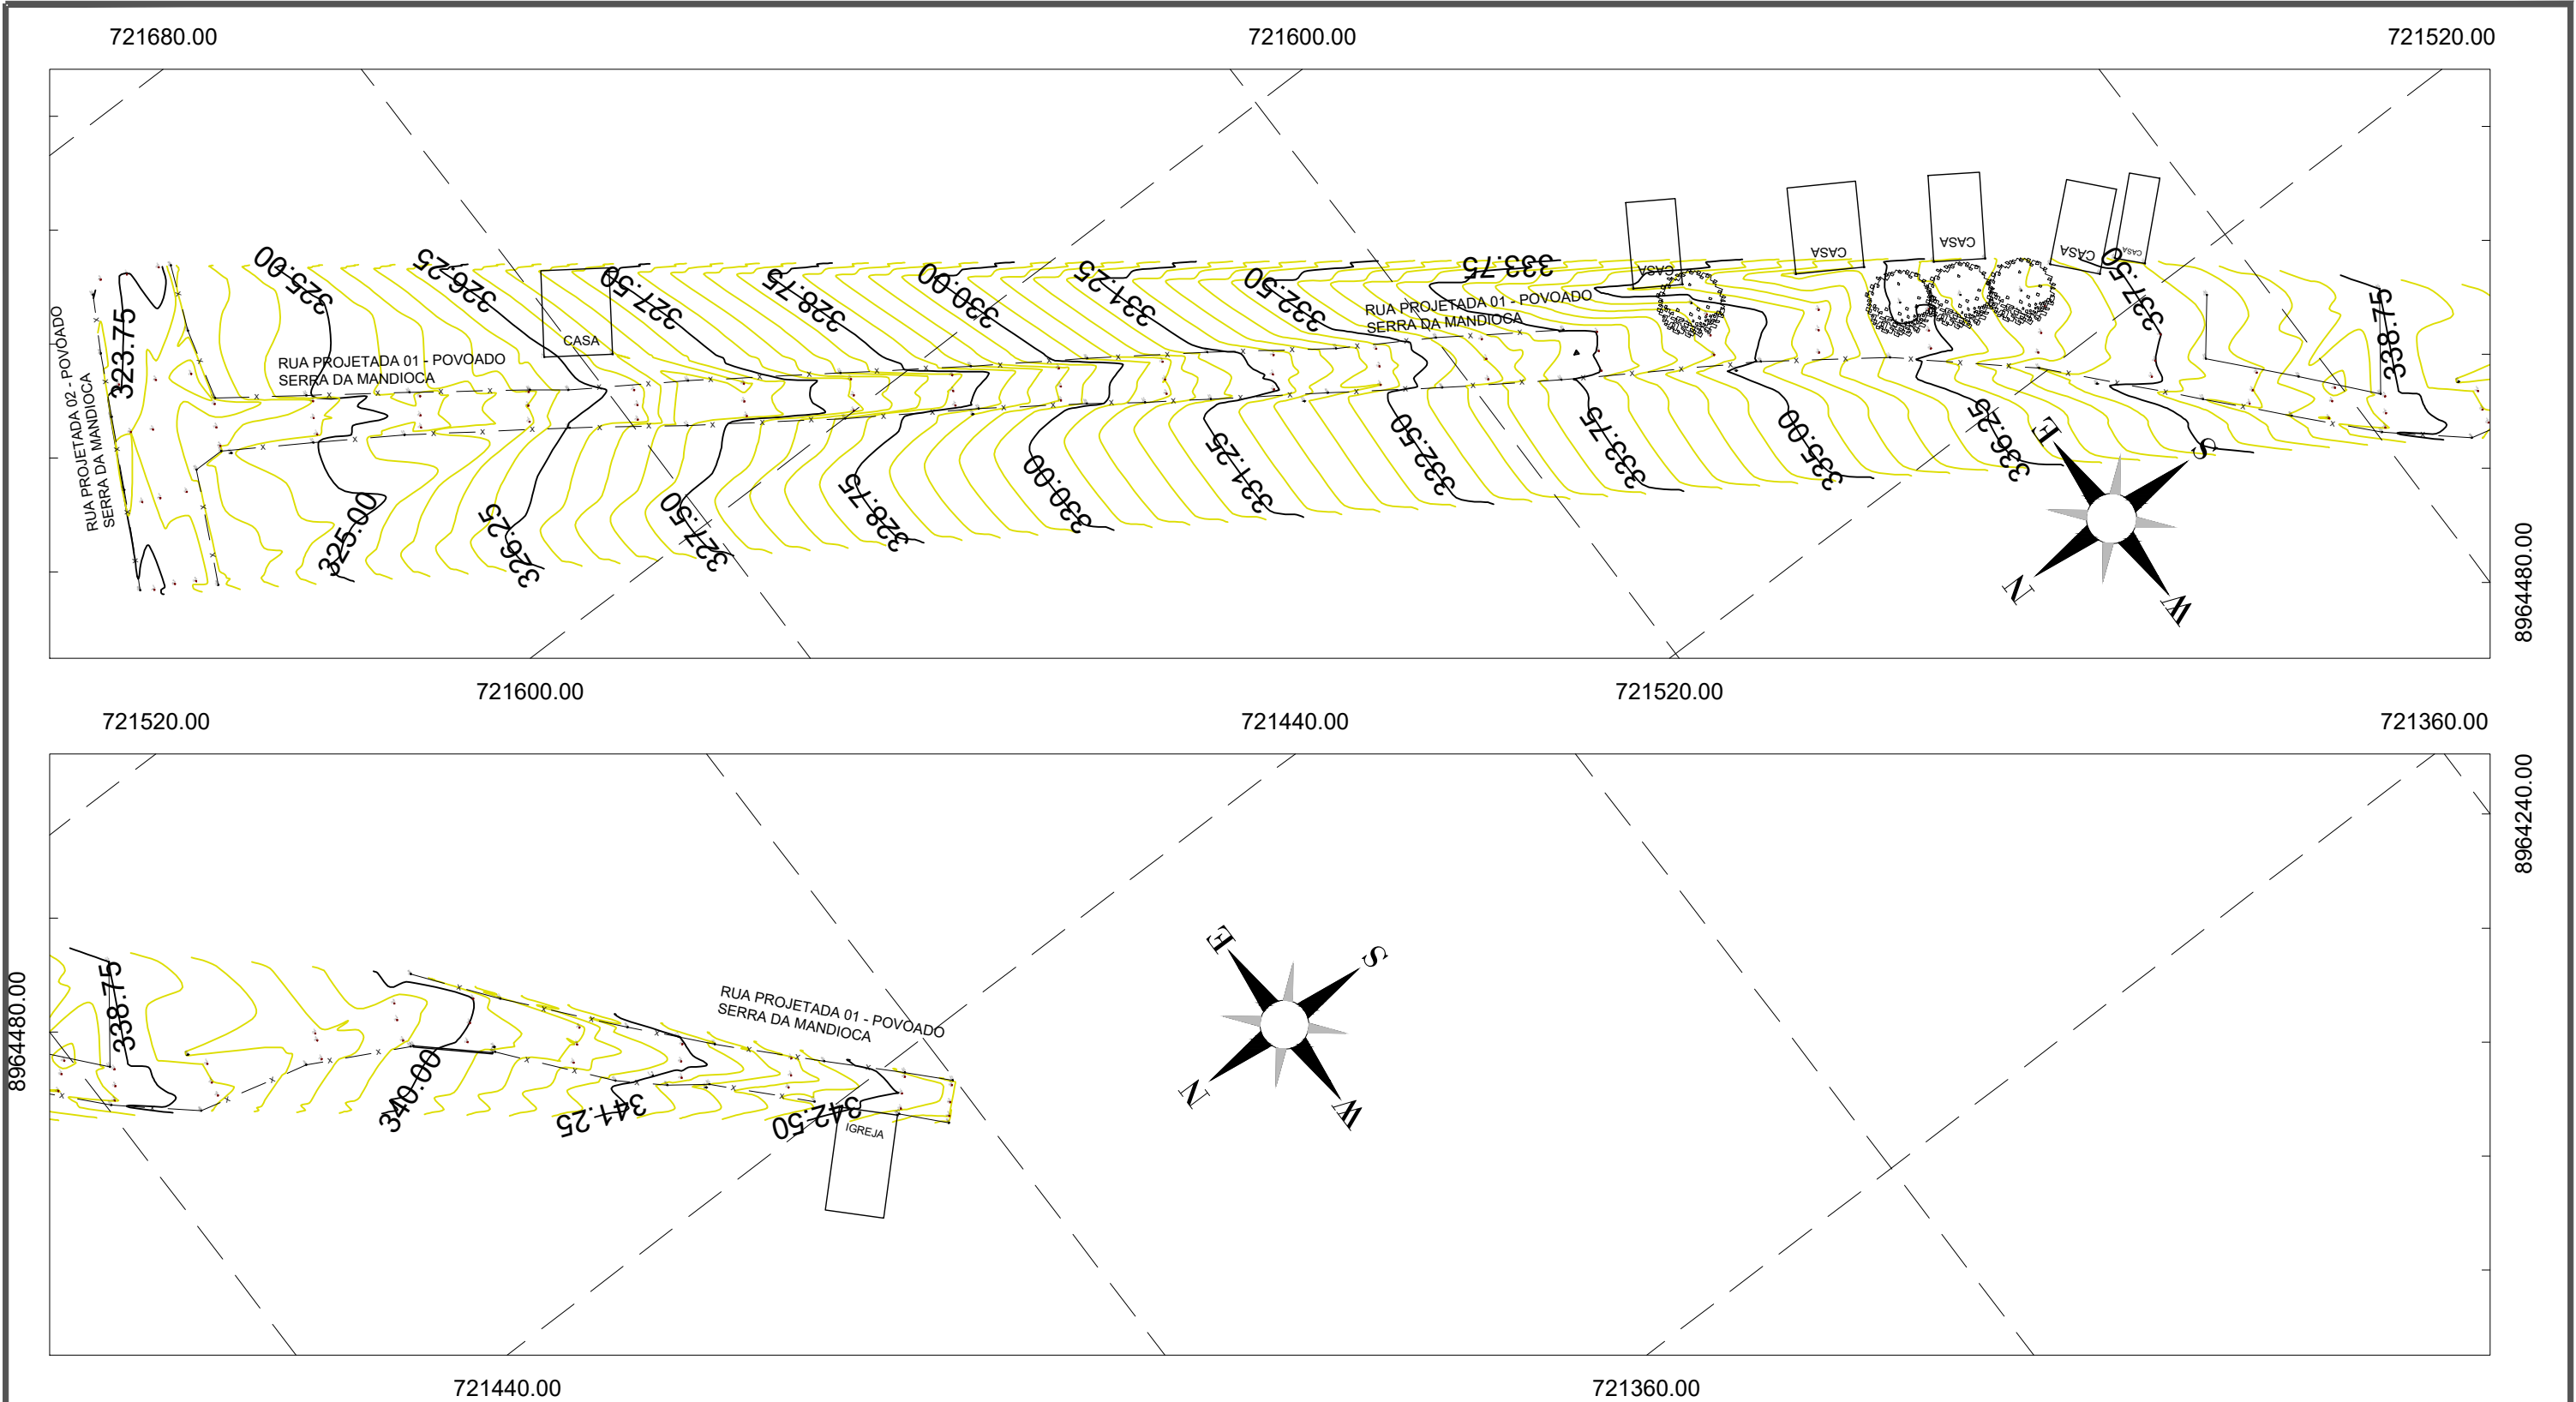 721680.00
721600.00
721520.00
325.00
326.25
327.50
328.75
330.00
331.25
332.50
333.75
CASA
CASA
CASA
CASA
CASA
337.50
338.75
323.75
RUA PROJETADA 02 - POVOADO
SERRA DA MANDIOCA
RUA PROJETADA 01 - POVOADO
SERRA DA MANDIOCA
CASA
RUA PROJETADA 01 - POVOADO
SERRA DA MANDIOCA
325.00
326.25
327.50
328.75
330.00
331.25
332.50
333.75
335.00
336.25
E
S
N
W
8964480.00
721600.00
721520.00
721520.00
721440.00
721360.00
8964240.00
8964480.00
338.75
340.00
341.25
342.50
RUA PROJETADA 01 - POVOADO
SERRA DA MANDIOCA
IGREJA
E
S
N
W
721440.00
721360.00